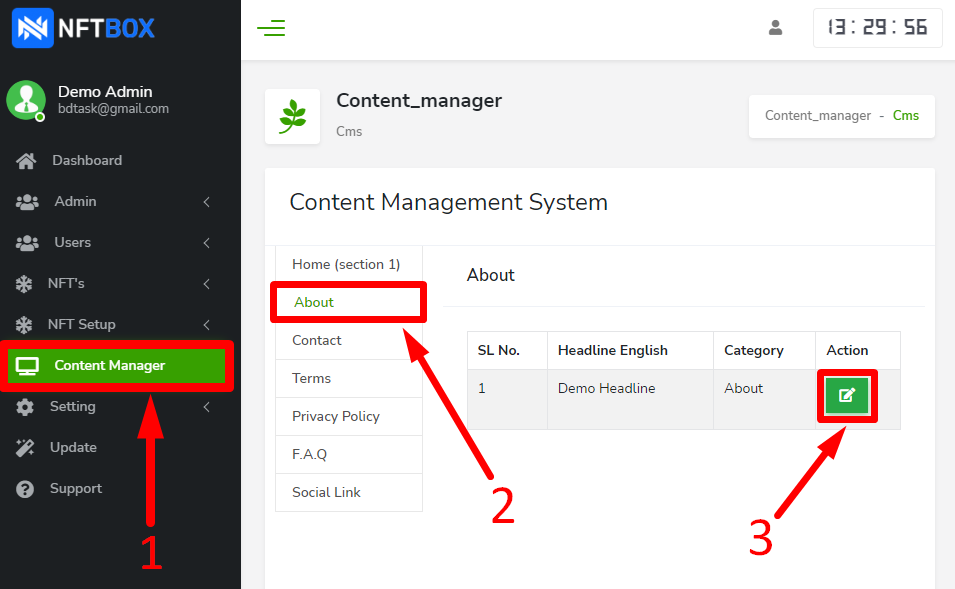 NFTBOX
13:29:56
Demo Admin
bdtask@gmail.com
Content_manager
Cms
Content_manager - Cms
Dashboard
Admin
Users
NFT's
NFT Setup
Content Manager
Setting
Update
Support
Content Management System
Home (section 1)
About
Contact
Terms
Privacy Policy
F.A.Q
Social Link
About
SL No. Headline English Category Action
1 Demo Headline About
1
2
3